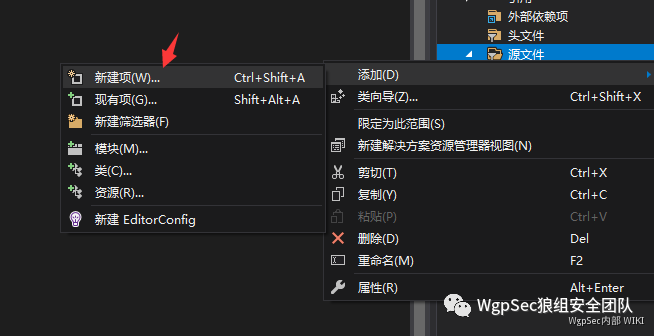 引用
外部依赖项
头文件
源文件
新建项(W)... Ctrl+Shift+A
现有项(G)... Shift+Alt+A
新建筛选器(F)
模块(M)...
类(C)...
资源(R)...
新建 EditorConfig
添加(D)
类向导(Z)... Ctrl+Shift+X
限定为此范围(S)
新建解决方案资源管理器视图(N)
剪切(T) Ctrl+X
复制(Y) Ctrl+C
粘贴(P) Ctrl+V
删除(D) Del
重命名(M) F2
属性(R) Alt+Enter
WgpSec狼组安全团队
WgpSec内部 WIKI